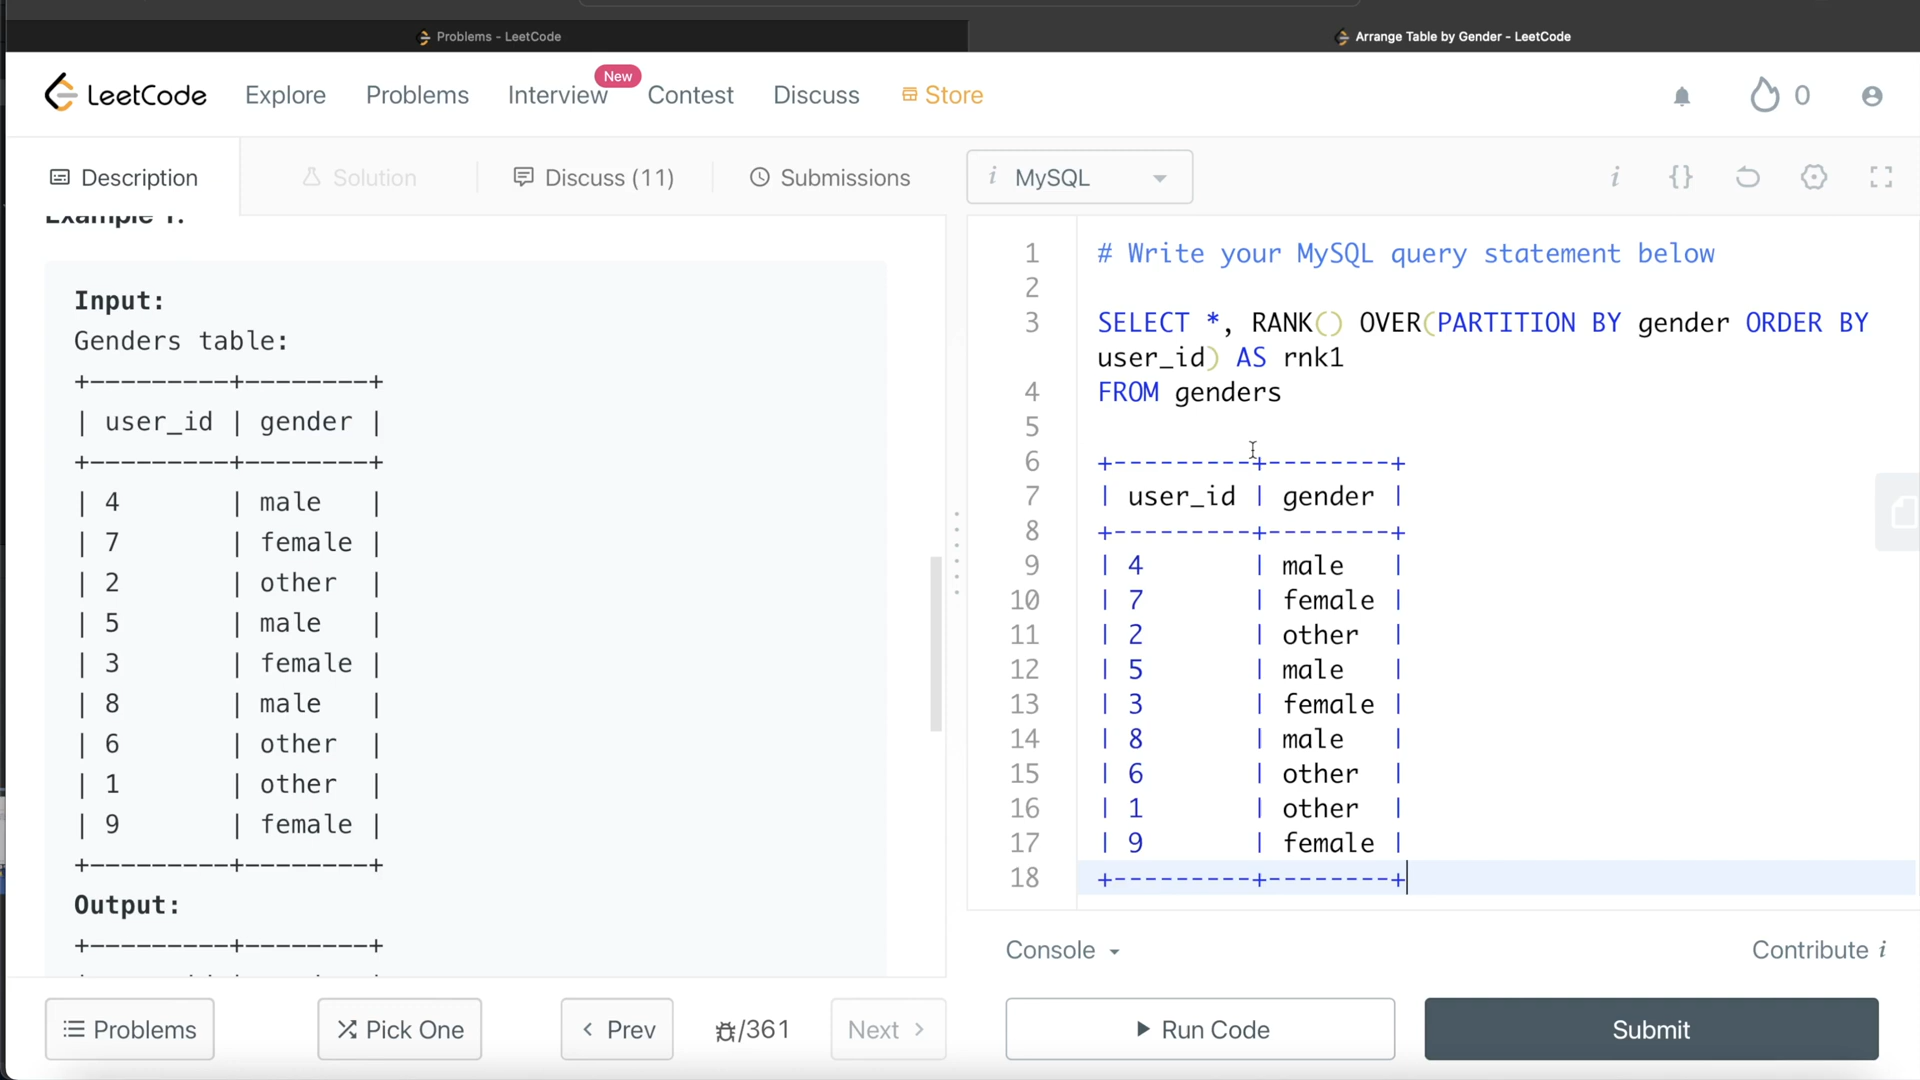 Problems - LeetCode
Arrange Table by Gender - LeetCode
LeetCode
Explore
Problems
Interview
New
Contest
Discuss
Store
0
Description
Solution
Discuss (11)
Submissions
i MySQL
i
{}
Example 1:
Input:
Genders table:
+---------+--------+
| user_id | gender |
+---------+--------+
| 4 | male |
| 7 | female |
| 2 | other |
| 5 | male |
| 3 | female |
| 8 | male |
| 6 | other |
| 1 | other |
| 9 | female |
+---------+--------+
Output:
+---------+--------+
1 # Write your MySQL query statement below
2
3 SELECT *, RANK() OVER(PARTITION BY gender ORDER BY
user_id) AS rnk1
4 FROM genders
5
6 +---------+--------+
7 | user_id | gender |
8 +---------+--------+
9 | 4 | male |
10 | 7 | female |
11 | 2 | other |
12 | 5 | male |
13 | 3 | female |
14 | 8 | male |
15 | 6 | other |
16 | 1 | other |
17 | 9 | female |
18 +---------+--------+
Console
Contribute i
Problems
Pick One
< Prev
/361
Next >
Run Code
Submit